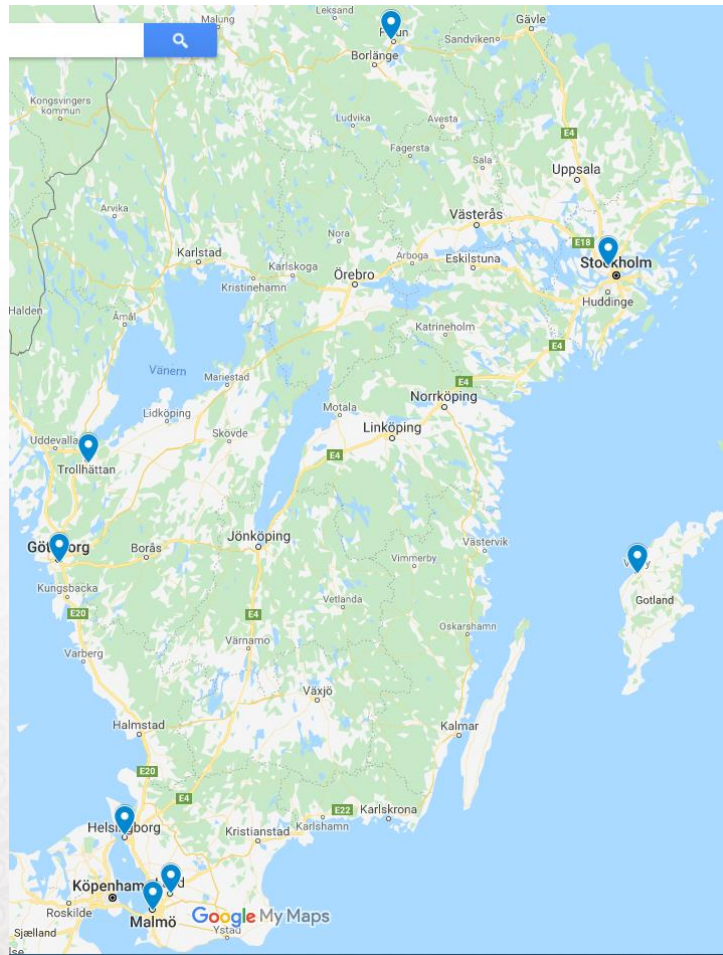 Malung
Leksand
Gävle
Sandviken
Borlänge
Kongsvingers
kommun
Ludvika
Avesta
E4
Fagersta
Sala
Uppsala
Arvika
Västerås
Nora
E18
Karlstad
Karlskoga
Arboga
Eskilstuna
Stockholm
Örebro
Kristinehamn
Huddinge
Halden
Åmål
Katrineholm
E4
Vänern
Mariestad
E4
Norrköping
Lidköping
Motala
Linköping
Skövde
Uddevalla
E4
Trollhättan
Jönköping
Göteborg
Borås
Västervik
Vimmerby
Kungsbacka
Gotland
Vetlanda
E20
E4
Oskarshamn
Värnamo
Varberg
Växjö
Halmstad
Kalmar
E20
E4
E22
Karlskrona
Helsingborg
Karlshamn
Kristianstad
Köpenhamn
Roskilde
Malmö
Google My Maps
Ystad
Sjælland
lse